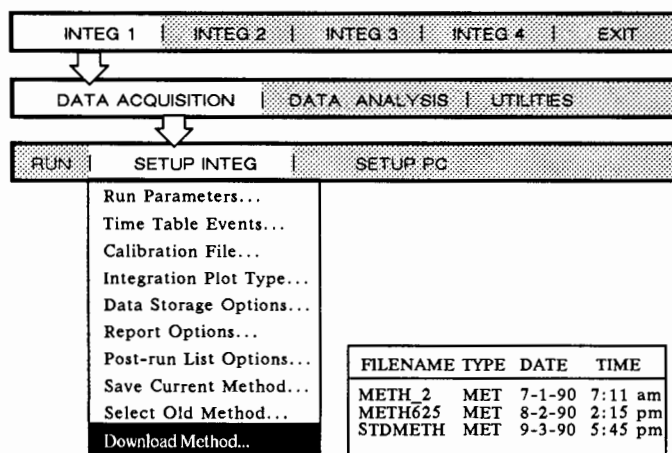 INTEG 1 | INTEG 2 | INTEG 3 | INTEG 4 | EXIT
DATA ACQUISITION | DATA ANALYSIS | UTILITIES
RUN | SETUP INTEG | SETUP PC
Run Parameters...
Time Table Events...
Calibration File...
Integration Plot Type...
Data Storage Options...
Report Options...
Post-run List Options...
Save Current Method...
Select Old Method...
Download Method...
FILENAME TYPE DATE TIME
METH_2 MET 7-1-90 7:11 am
METH625 MET 8-2-90 2:15 pm
STDMETH MET 9-3-90 5:45 pm